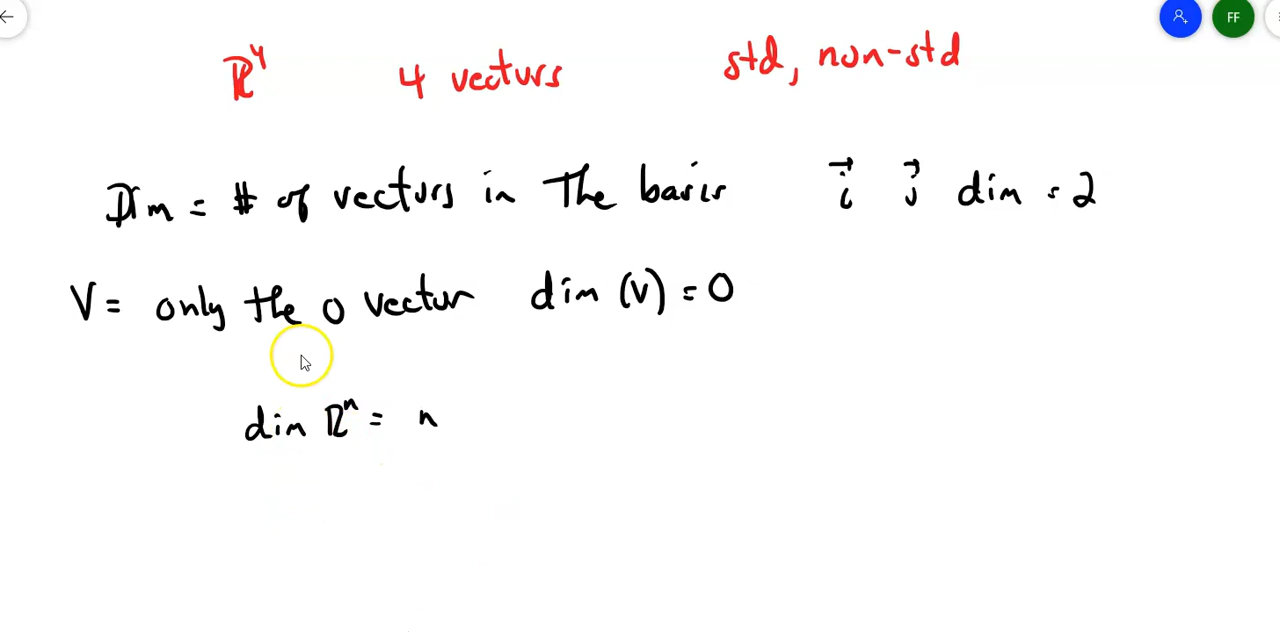 FF
ℝ⁴ 4 vectors std, non-std
Dim = # of vectors in The basis i⃗ j⃗ dim = 2
V = only the 0 vector dim (V) = 0
dim ℝⁿ = n